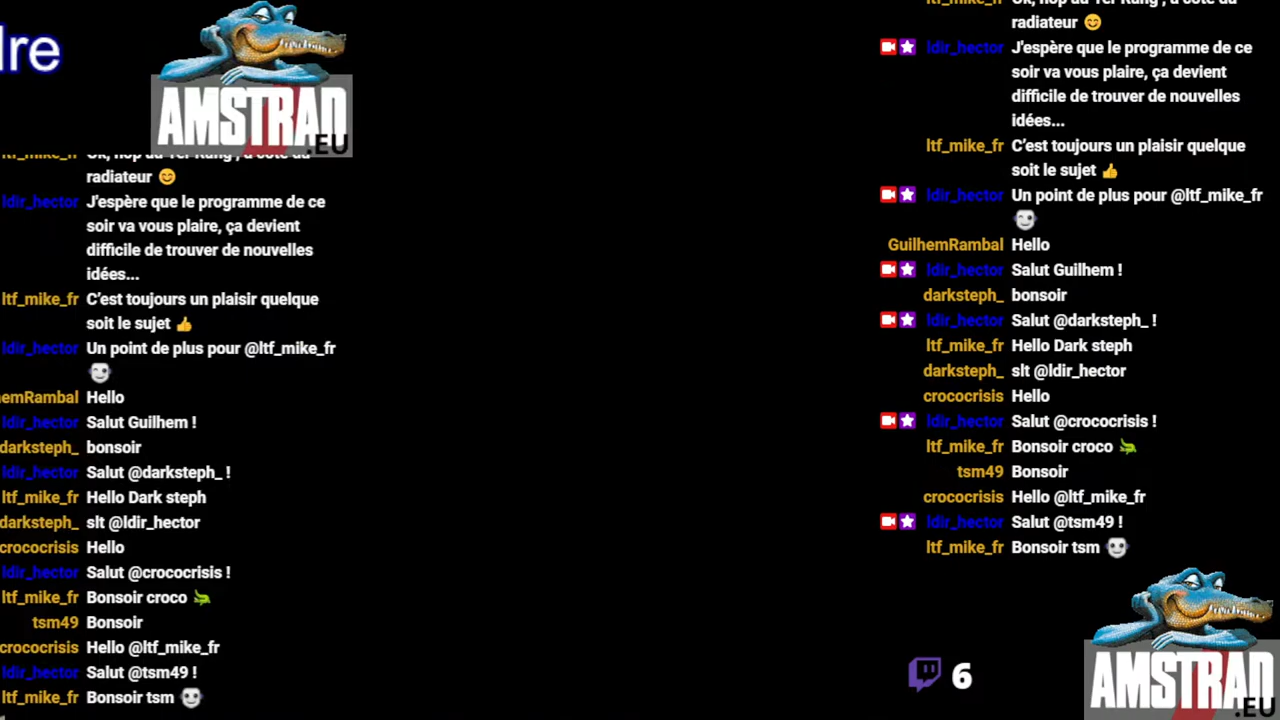 dre
AMSTRAD
.EU
radiateur 😊
ldir_hector J'espère que le programme de ce
soir va vous plaire, ça devient
difficile de trouver de nouvelles
idées...
ltf_mike_fr C'est toujours un plaisir quelque
soit le sujet 👍
ldir_hector Un point de plus pour @ltf_mike_fr
hemRambal Hello
ldir_hector Salut Guilhem !
darksteph_ bonsoir
ldir_hector Salut @darksteph_ !
ltf_mike_fr Hello Dark steph
darksteph_ slt @ldir_hector
crococrisis Hello
ldir_hector Salut @crococrisis !
ltf_mike_fr Bonsoir croco
tsm49 Bonsoir
crococrisis Hello @ltf_mike_fr
ldir_hector Salut @tsm49 !
ltf_mike_fr Bonsoir tsm
radiateur 😊
ldir_hector J'espère que le programme de ce
soir va vous plaire, ça devient
difficile de trouver de nouvelles
idées...
ltf_mike_fr C'est toujours un plaisir quelque
soit le sujet 👍
ldir_hector Un point de plus pour @ltf_mike_fr
GuilhemRambal Hello
ldir_hector Salut Guilhem !
darksteph_ bonsoir
ldir_hector Salut @darksteph_ !
ltf_mike_fr Hello Dark steph
darksteph_ slt @ldir_hector
crococrisis Hello
ldir_hector Salut @crococrisis !
ltf_mike_fr Bonsoir croco
tsm49 Bonsoir
crococrisis Hello @ltf_mike_fr
ldir_hector Salut @tsm49 !
ltf_mike_fr Bonsoir tsm
6
AMSTRAD
.EU